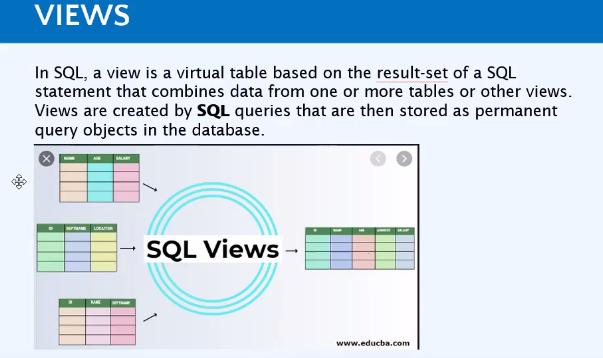 VIEWS
In SQL, a view is a virtual table based on the result-set of a SQL
statement that combines data from one or more tables or other views.
Views are created by SQL queries that are then stored as permanent
query objects in the database.
NAME AGE SALARY
ID DEPTNAME LOCATION
SQL Views
ID NAME AGE SALARY
ID NAME DEPTNAME
www.educba.com